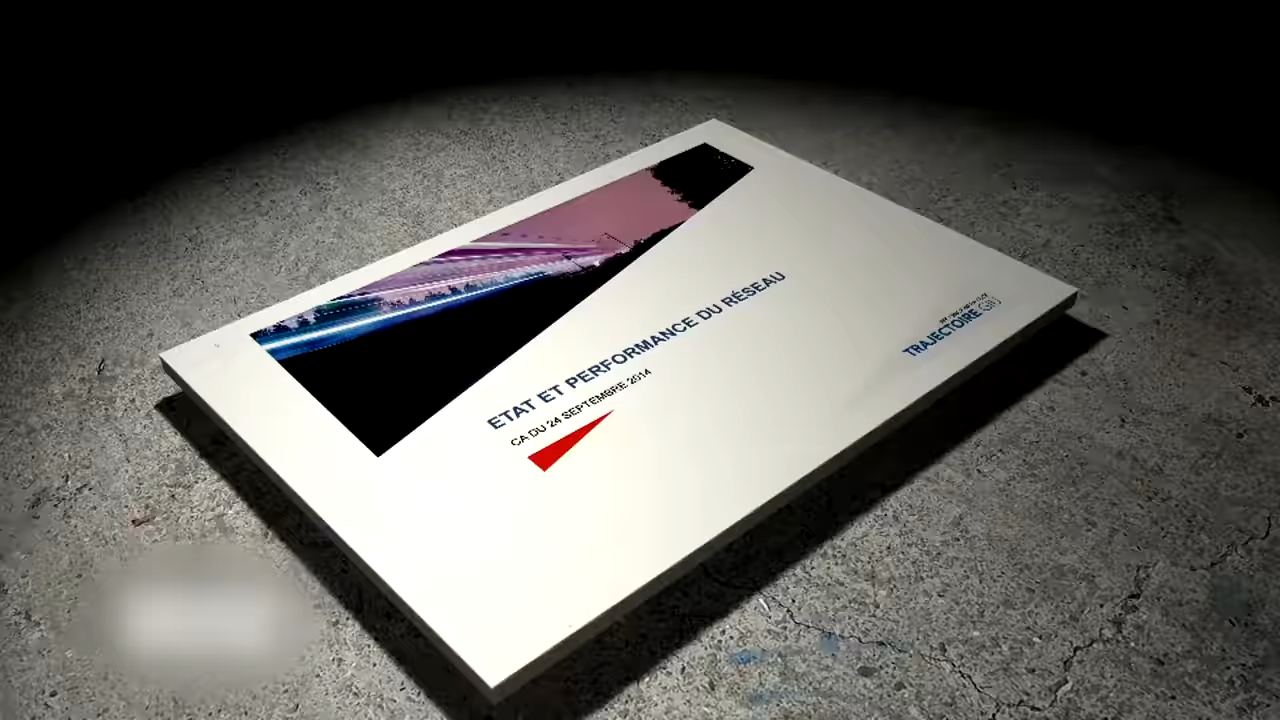 ETAT ET PERFORMANCE DU RÉSEAU
CA DU 24 SEPTEMBRE 2014
TRAJECTOIRE